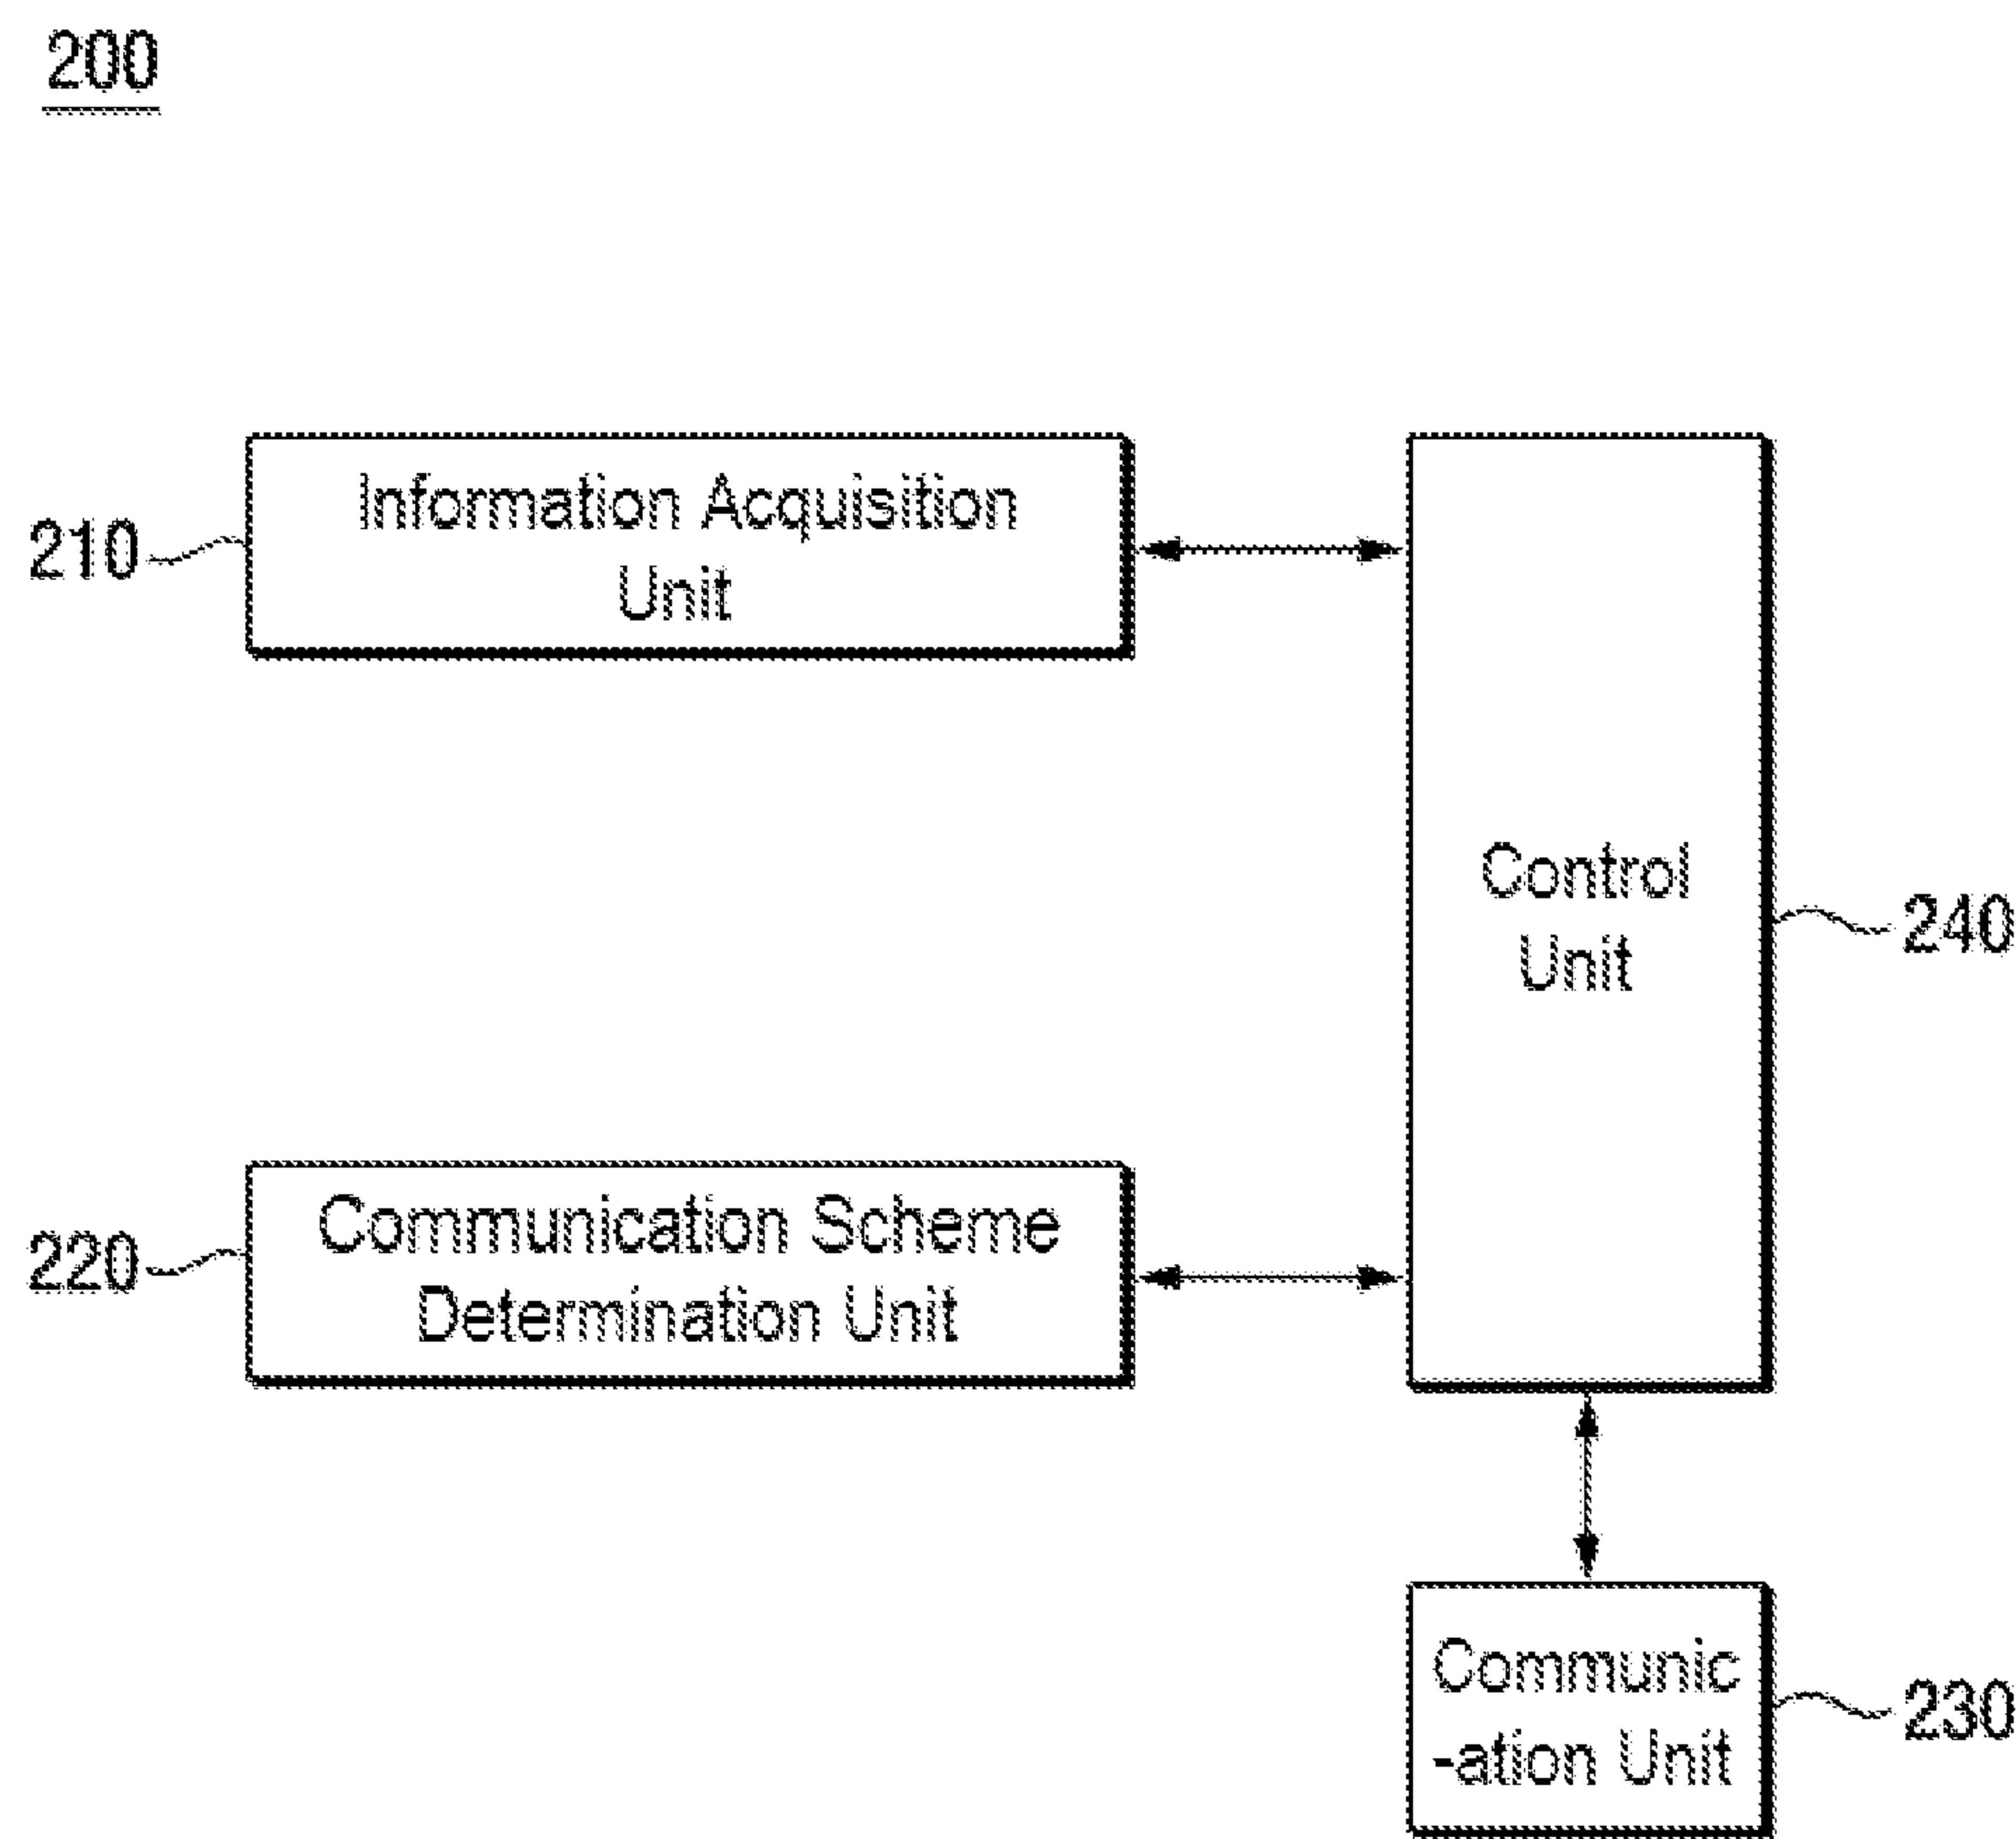 200
210
Information Acquisition
Unit
Control
Unit
240
220
Communication Scheme
Determination Unit
Communic
-ation Unit
230